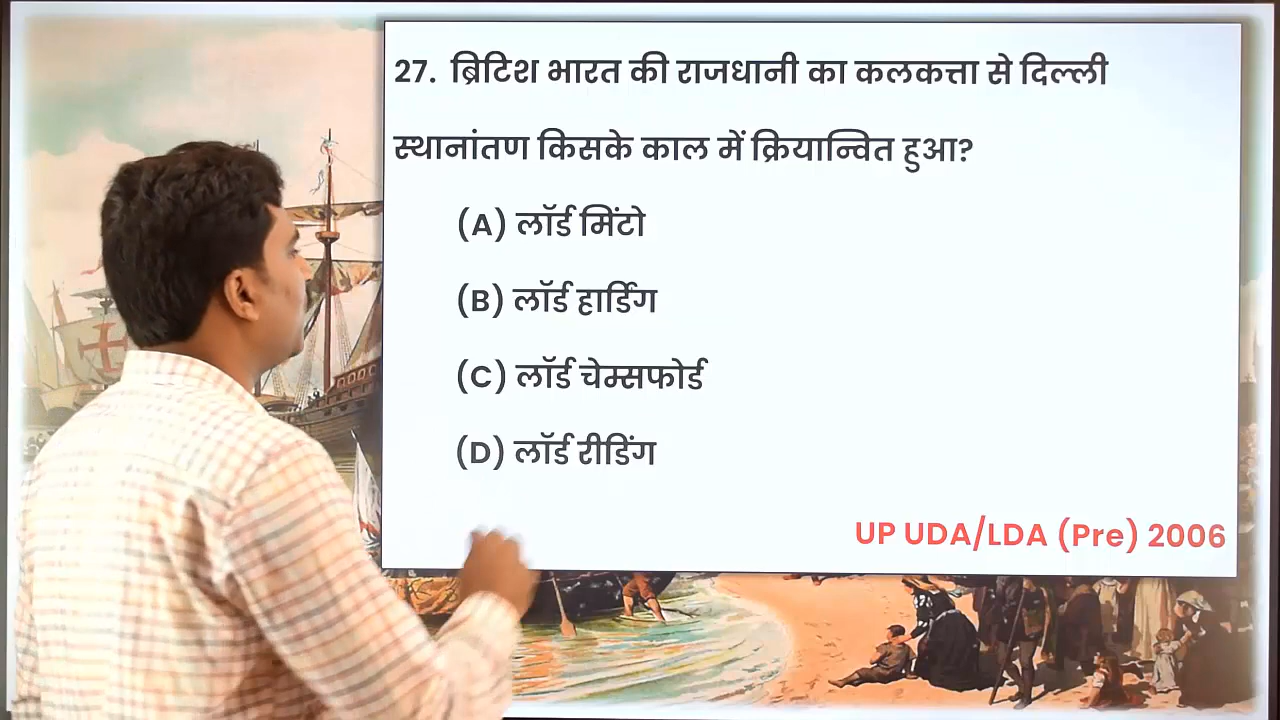 27. ब्रिटिश भारत की राजधानी का कलकत्ता से दिल्ली
स्थानांतण किसके काल में क्रियान्वित हुआ?
(A) लॉर्ड मिंटो
(B) लॉर्ड हार्डिंग
(C) लॉर्ड चेम्सफोर्ड
(D) लॉर्ड रीडिंग
UP UDA/LDA (Pre) 2006